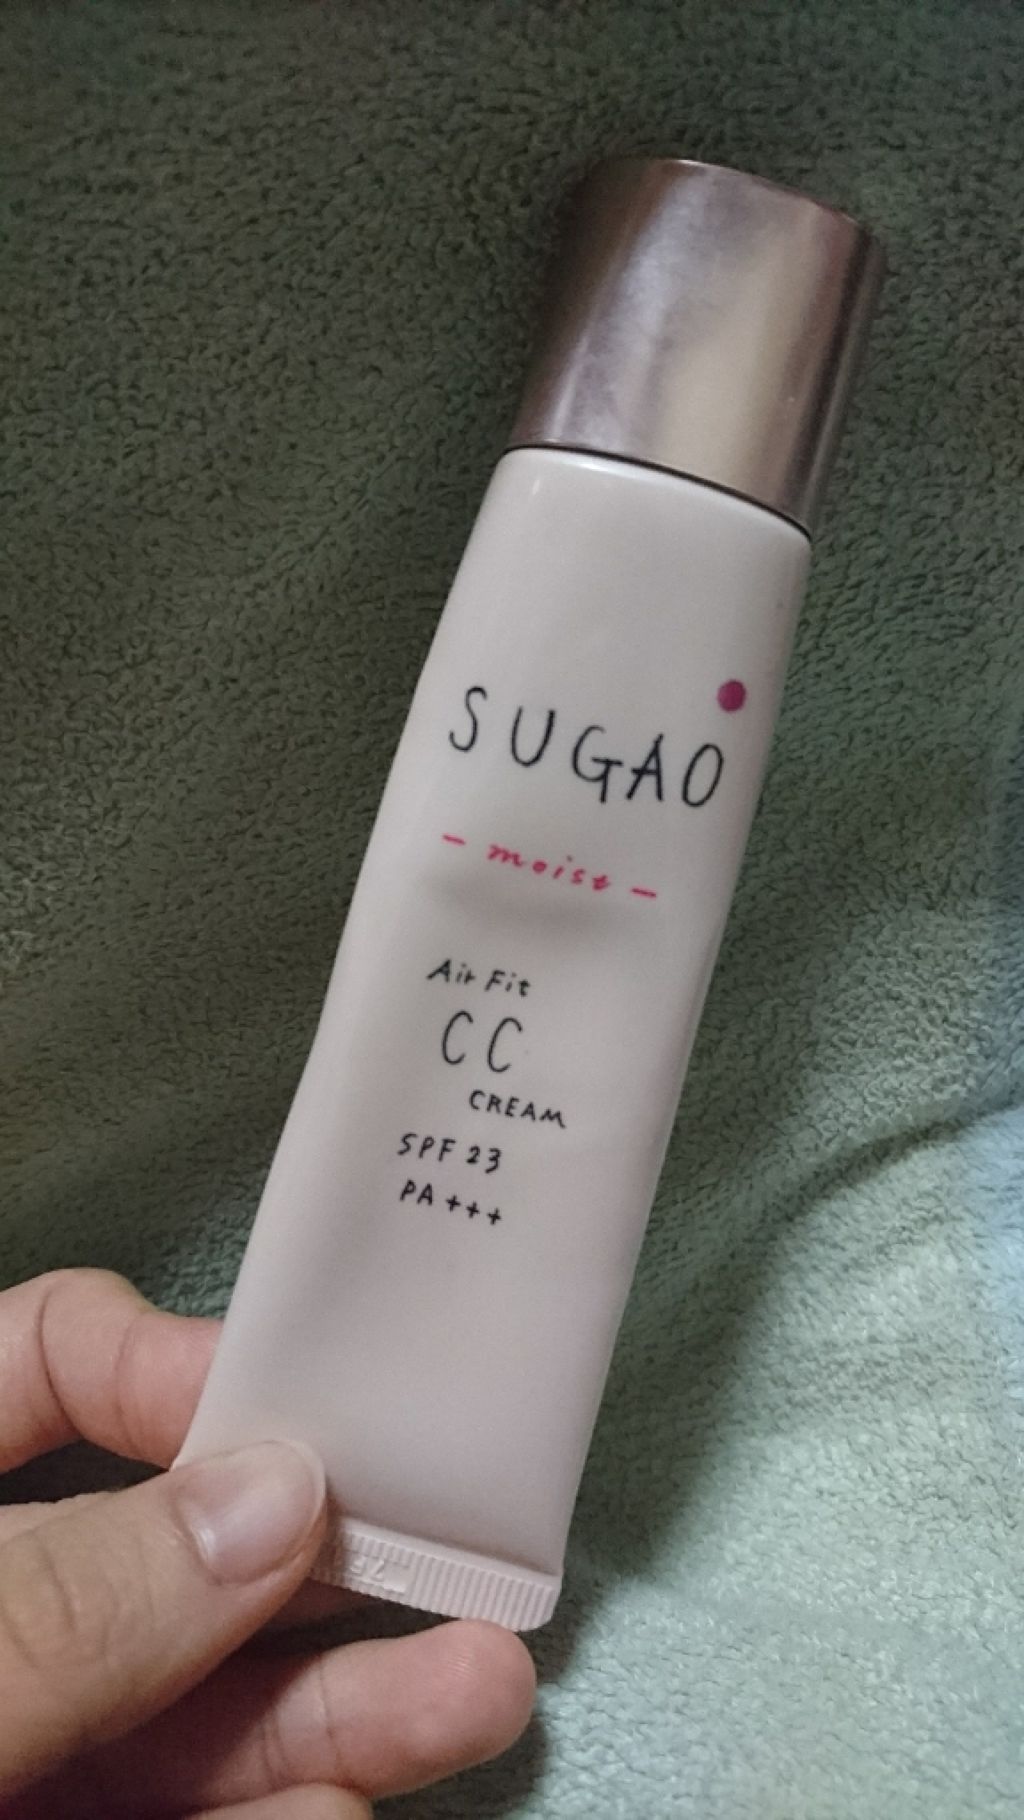 SUGAO
- moist -
Air Fit
CC
CREAM
SPF 23
PA+++